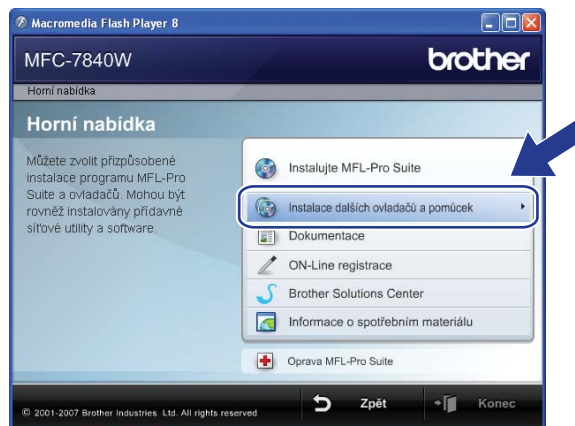 Macromedia Flash Player 8
MFC-7840W
brother
Horní nabídka
Horní nabídka
Můžete zvolit přizpůsobené
instalace programu MFL-Pro
Suite a ovladačů. Mohou být
rovněž instalovány přídavné
síťové utility a software.
Instalujte MFL-Pro Suite
Instalace dalších ovladačů a pomůcek
Dokumentace
ON-Line registrace
Brother Solutions Center
Informace o spotřebním materiálu
Oprava MFL-Pro Suite
© 2001-2007 Brother Industries Ltd. All rights reserved
Zpět
Konec